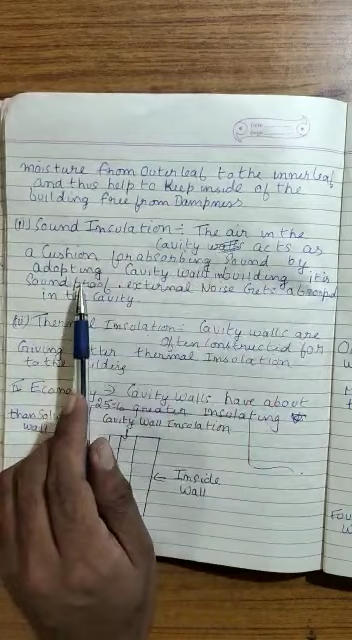 moisture from Outer leaf to the inner leaf
and thus help to Keep inside of the
building free from Dampness
(ii) Sound Insulation :- The air in the
Cavity acts as
a Cushion for absorbing Sound by
adopting Cavity wall in building it is
Sound proof. external Noise Gets absorpd
in the Cavity
(iii) Thermal Insulation :- Cavity walls are
Often Constructed for
Giving better thermal Insolation
to the building
IV Economy → Cavity walls have about
25% greater insulating
than Solid Cavity Wall Insolation
wall
← Inside
Wall